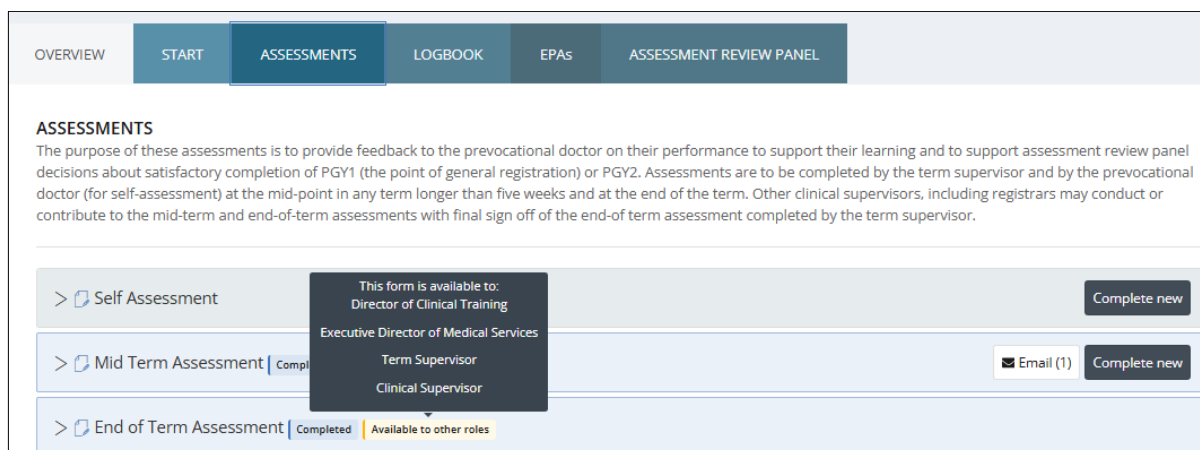 OVERVIEW START ASSESSMENTS LOGBOOK EPAs ASSESSMENT REVIEW PANEL
ASSESSMENTS
The purpose of these assessments is to provide feedback to the prevocational doctor on their performance to support their learning and to support assessment review panel
decisions about satisfactory completion of PGY1 (the point of general registration) or PGY2. Assessments are to be completed by the term supervisor and by the prevocational
doctor (for self-assessment) at the mid-point in any term longer than five weeks and at the end of the term. Other clinical supervisors, including registrars may conduct or
contribute to the mid-term and end-of-term assessments with final sign off of the end-of term assessment completed by the term supervisor.
Self Assessment
Complete new
This form is available to:
Director of Clinical Training
Executive Director of Medical Services
Term Supervisor
Clinical Supervisor
Mid Term Assessment Compl
Email (1) Complete new
End of Term Assessment Completed Available to other roles